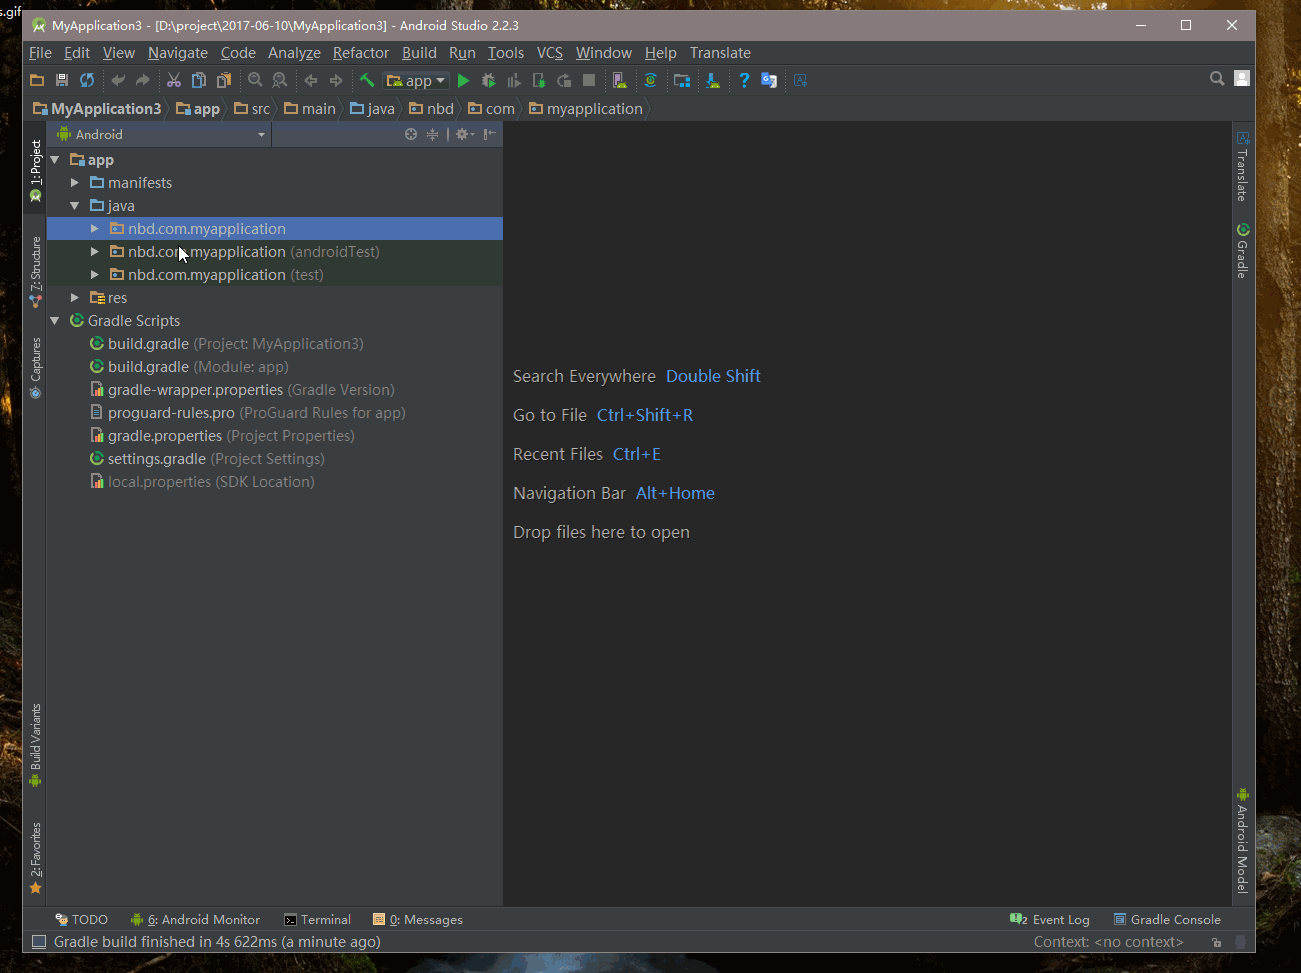 s.gif
MyApplication3 - [D:\project\2017-06-10\MyApplication3] - Android Studio 2.2.3
File Edit View Navigate Code Analyze Refactor Build Run Tools VCS Window Help Translate
app
MyApplication3 app src main java nbd com myapplication
Android
app
manifests
java
nbd.com.myapplication
nbd.com.myapplication (androidTest)
nbd.com.myapplication (test)
res
Gradle Scripts
build.gradle (Project: MyApplication3)
build.gradle (Module: app)
gradle-wrapper.properties (Gradle Version)
proguard-rules.pro (ProGuard Rules for app)
gradle.properties (Project Properties)
settings.gradle (Project Settings)
local.properties (SDK Location)
1: Project
7: Structure
Captures
Build Variants
2: Favorites
Search Everywhere Double Shift
Go to File Ctrl+Shift+R
Recent Files Ctrl+E
Navigation Bar Alt+Home
Drop files here to open
Translate
Gradle
Android Model
TODO 6: Android Monitor Terminal 0: Messages 2 Event Log Gradle Console
Gradle build finished in 4s 622ms (a minute ago) Context: <no context>